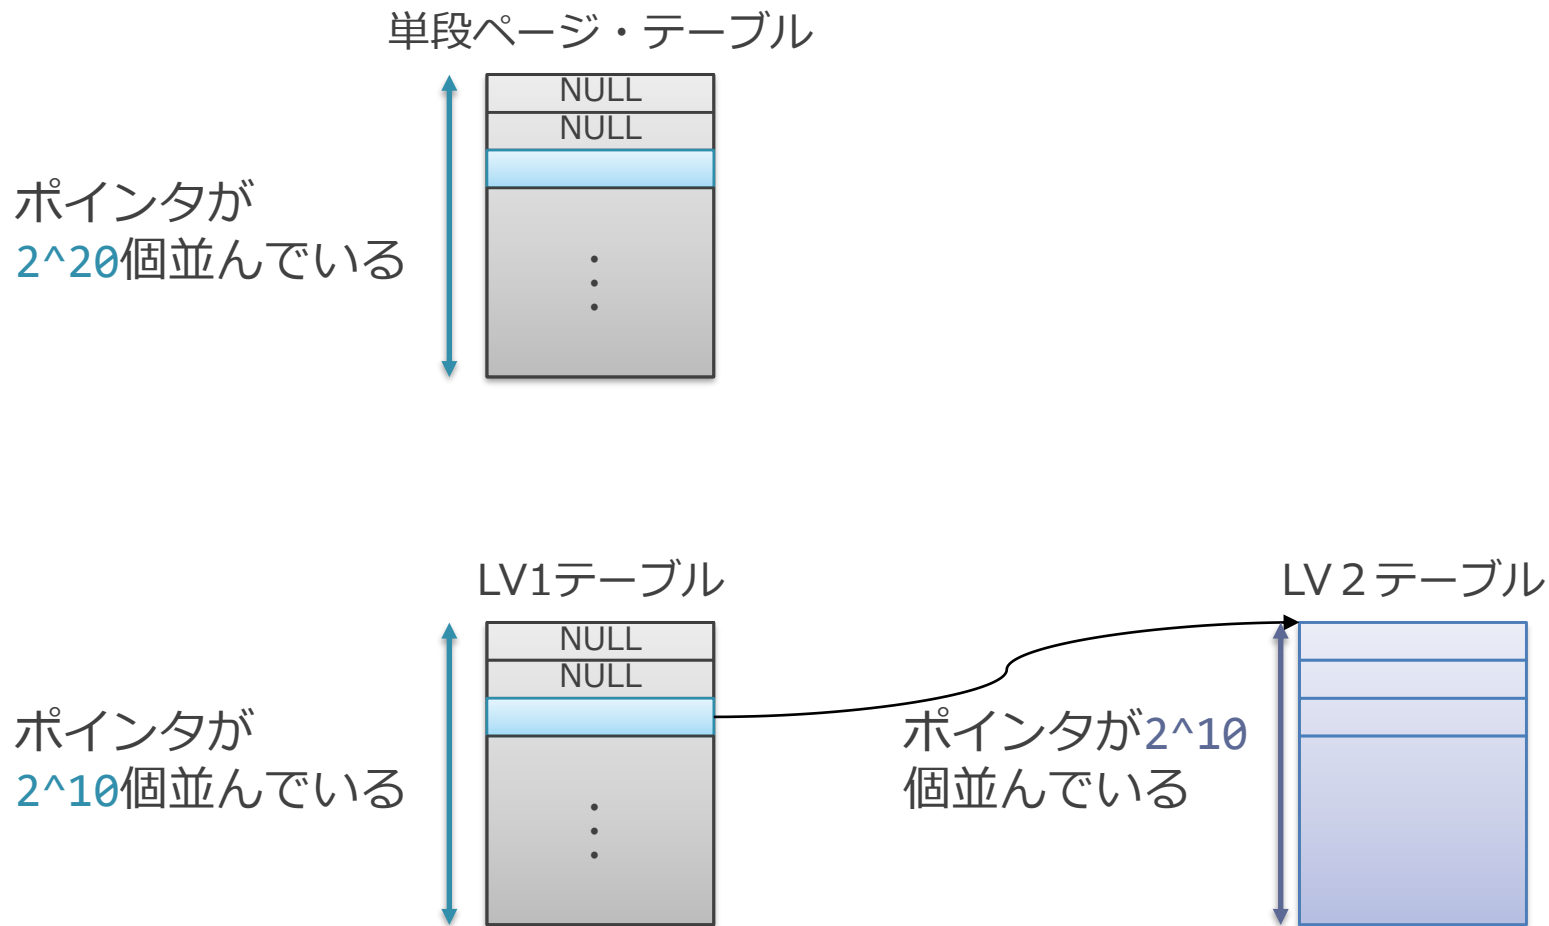 単段ページ・テーブル
NULL
NULL
ポインタが
2^20個並んでいる
LV1テーブル
NULL
NULL
ポインタが
2^10個並んでいる
LV２テーブル
ポインタが2^10
個並んでいる